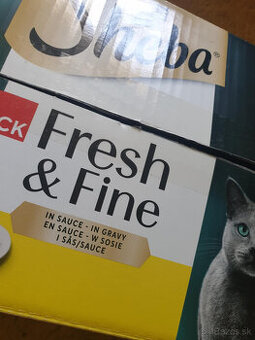 Sheba®
CK
Fresh
& Fine
IN SAUCE - IN GRAVY
EN SAUCE - W SOSIE
I SÅS/SAUCE